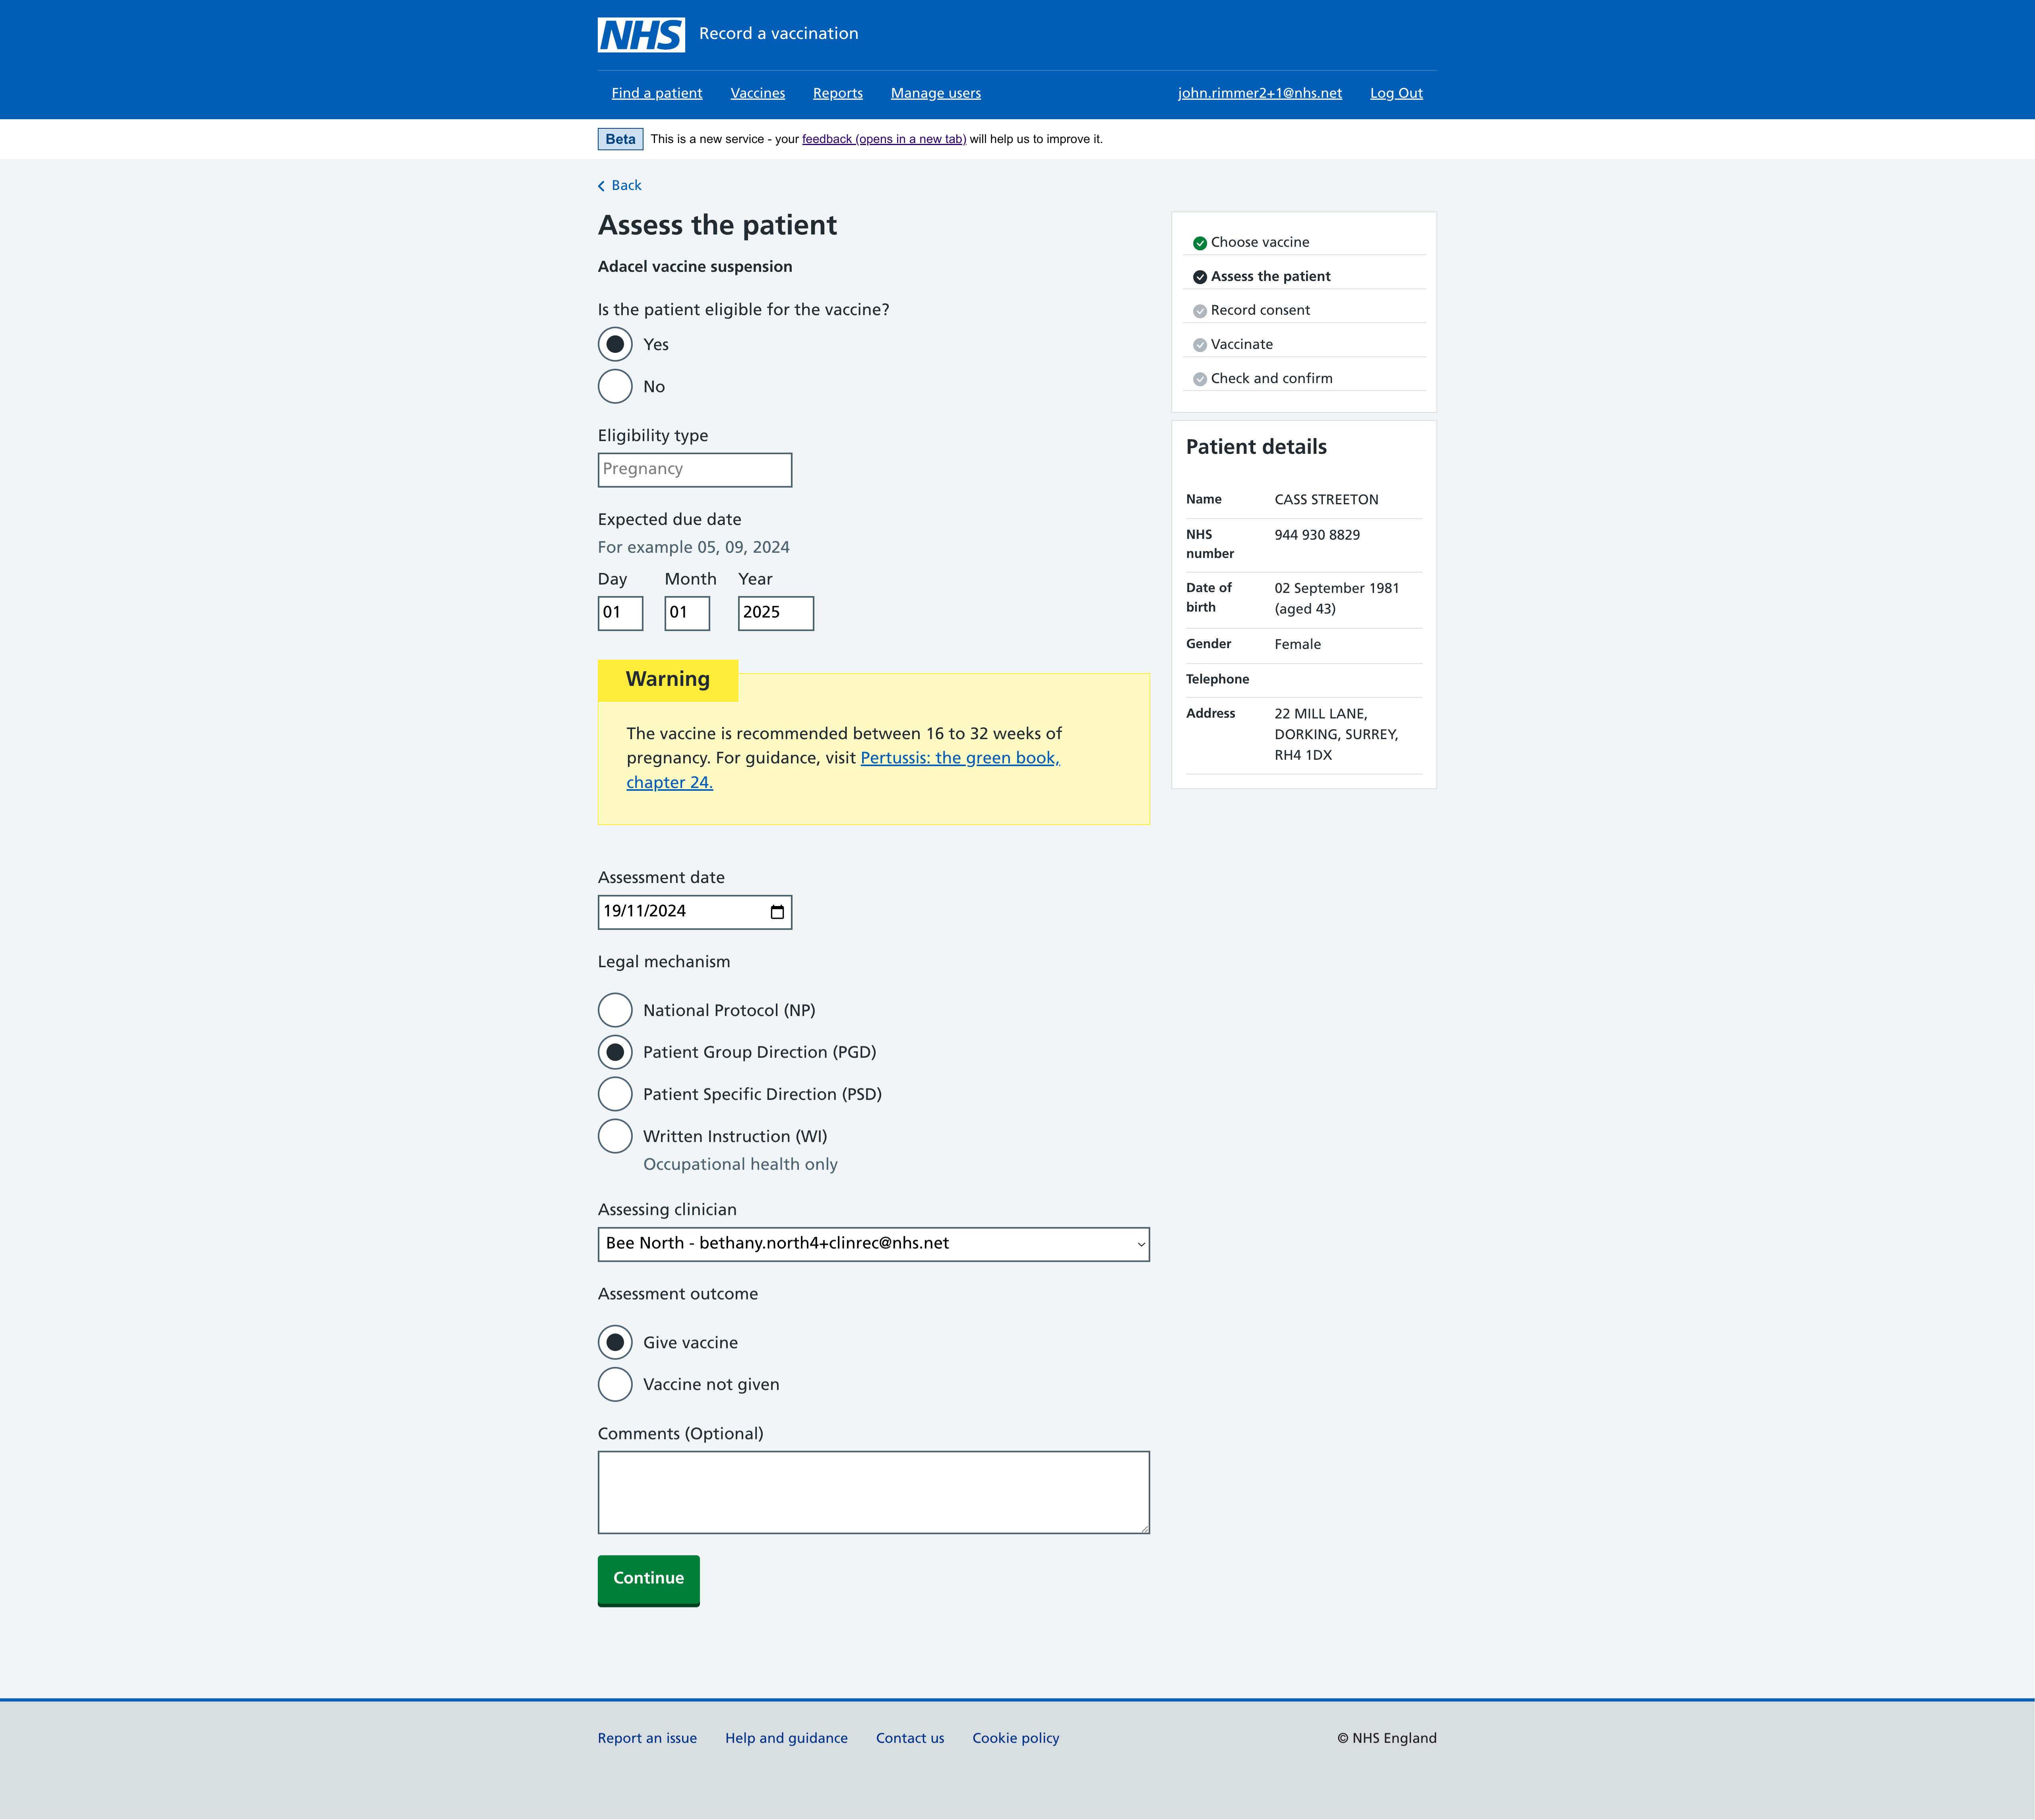 NHS Record a vaccination
Find a patient Vaccines Reports Manage users john.rimmer2+1@nhs.net Log Out
Beta This is a new service - your feedback (opens in a new tab) will help us to improve it.
Back
Assess the patient
Adacel vaccine suspension
Is the patient eligible for the vaccine?
Yes
No
Eligibility type
Pregnancy
Expected due date
For example 05, 09, 2024
Day Month Year
01 01 2025
Warning
The vaccine is recommended between 16 to 32 weeks of
pregnancy. For guidance, visit Pertussis: the green book,
chapter 24.
Assessment date
19/11/2024
Legal mechanism
National Protocol (NP)
Patient Group Direction (PGD)
Patient Specific Direction (PSD)
Written Instruction (WI)
Occupational health only
Assessing clinician
Bee North - bethany.north4+clinrec@nhs.net
Assessment outcome
Give vaccine
Vaccine not given
Comments (Optional)
Continue
Choose vaccine
Assess the patient
Record consent
Vaccinate
Check and confirm
Patient details
Name CASS STREETON
NHS 944 930 8829
number
Date of 02 September 1981
birth (aged 43)
Gender Female
Telephone
Address 22 MILL LANE,
DORKING, SURREY,
RH4 1DX
Report an issue Help and guidance Contact us Cookie policy © NHS England